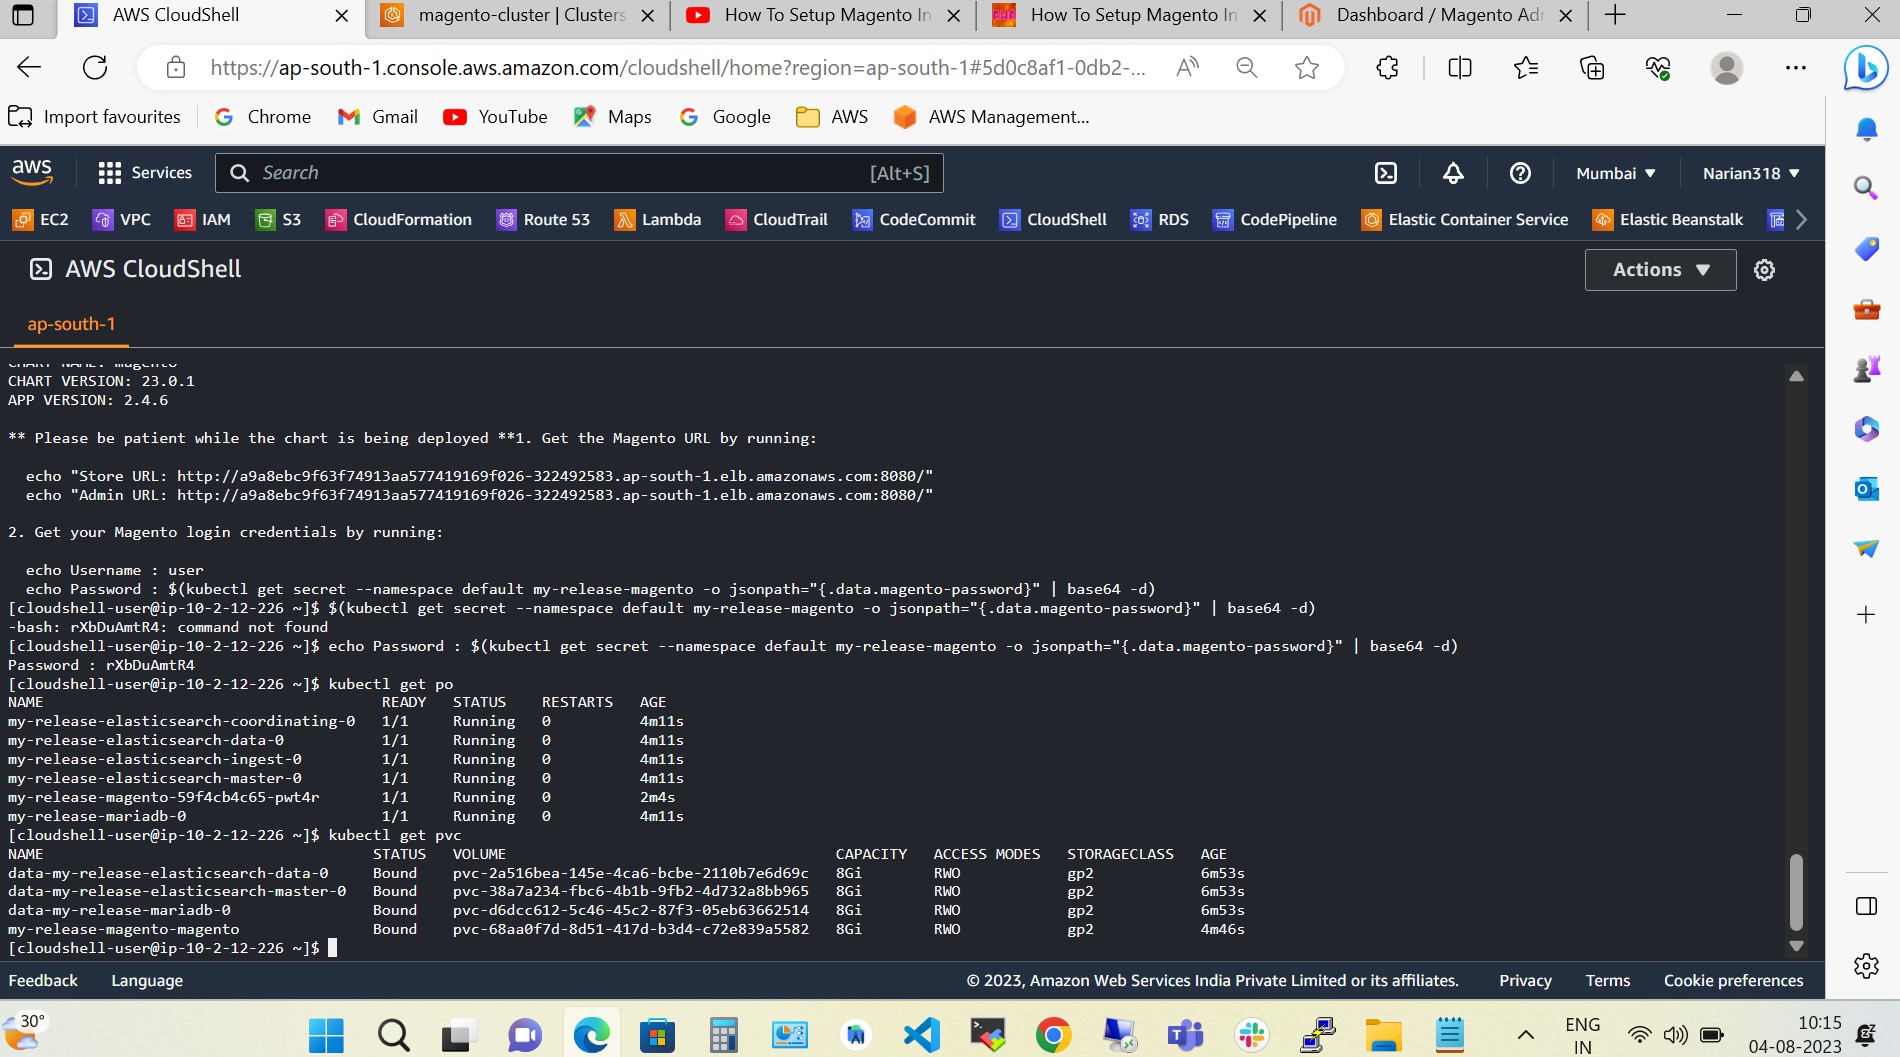 AWS CloudShell
magento-cluster | Clusters
How To Setup Magento In
How To Setup Magento In
Dashboard / Magento Adm
https://ap-south-1.console.aws.amazon.com/cloudshell/home?region=ap-south-1#5d0c8af1-0db2-...
Import favourites
Chrome
Gmail
YouTube
Maps
Google
AWS
AWS Management...
aws
Services
Search
[Alt+S]
Mumbai
Narian318
EC2
VPC
IAM
S3
CloudFormation
Route 53
Lambda
CloudTrail
CodeCommit
CloudShell
RDS
CodePipeline
Elastic Container Service
Elastic Beanstalk
AWS CloudShell
Actions
ap-south-1
CHART NAME: magento
CHART VERSION: 23.0.1
APP VERSION: 2.4.6
** Please be patient while the chart is being deployed **1. Get the Magento URL by running:
echo "Store URL: http://a9a8ebc9f63f74913aa577419169f026-322492583.ap-south-1.elb.amazonaws.com:8080/"
echo "Admin URL: http://a9a8ebc9f63f74913aa577419169f026-322492583.ap-south-1.elb.amazonaws.com:8080/"
2. Get your Magento login credentials by running:
echo Username : user
echo Password : $(kubectl get secret --namespace default my-release-magento -o jsonpath="{.data.magento-password}" | base64 -d)
[cloudshell-user@ip-10-2-12-226 ~]$ $(kubectl get secret --namespace default my-release-magento -o jsonpath="{.data.magento-password}" | base64 -d)
-bash: rXbDuAmtR4: command not found
[cloudshell-user@ip-10-2-12-226 ~]$ echo Password : $(kubectl get secret --namespace default my-release-magento -o jsonpath="{.data.magento-password}" | base64 -d)
Password : rXbDuAmtR4
[cloudshell-user@ip-10-2-12-226 ~]$ kubectl get po
NAME READY STATUS RESTARTS AGE
my-release-elasticsearch-coordinating-0 1/1 Running 0 4m11s
my-release-elasticsearch-data-0 1/1 Running 0 4m11s
my-release-elasticsearch-ingest-0 1/1 Running 0 4m11s
my-release-elasticsearch-master-0 1/1 Running 0 4m11s
my-release-magento-59f4cb4c65-pwt4r 1/1 Running 0 2m4s
my-release-mariadb-0 1/1 Running 0 4m11s
[cloudshell-user@ip-10-2-12-226 ~]$ kubectl get pvc
NAME STATUS VOLUME CAPACITY ACCESS MODES STORAGECLASS AGE
data-my-release-elasticsearch-data-0 Bound pvc-2a516bea-145e-4ca6-bcbe-2110b7e6d69c 8Gi RWO gp2 6m53s
data-my-release-elasticsearch-master-0 Bound pvc-38a7a234-fbc6-4b1b-9fb2-4d732a8bb965 8Gi RWO gp2 6m53s
data-my-release-mariadb-0 Bound pvc-d6dcc612-5c46-45c2-87f3-05eb63662514 8Gi RWO gp2 6m53s
my-release-magento-magento Bound pvc-68aa0f7d-8d51-417d-b3d4-c72e839a5582 8Gi RWO gp2 4m46s
[cloudshell-user@ip-10-2-12-226 ~]$
Feedback
Language
© 2023, Amazon Web Services India Private Limited or its affiliates.
Privacy
Terms
Cookie preferences
30°
ENG
IN
10:15
04-08-2023